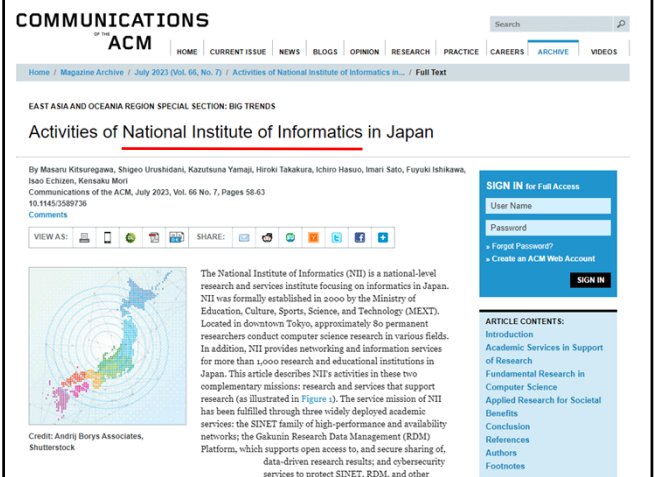 COMMUNICATIONS
OF THE
ACM
Search
HOME CURRENT ISSUE NEWS BLOGS OPINION RESEARCH PRACTICE CAREERS ARCHIVE VIDEOS
Home / Magazine Archive / July 2023 (Vol. 66, No. 7) / Activities of National Institute of Informatics in... / Full Text
EAST ASIA AND OCEANIA REGION SPECIAL SECTION: BIG TRENDS
Activities of National Institute of Informatics in Japan
By Masaru Kitsuregawa, Shigeo Urushidani, Kazutsuna Yamaji, Hiroki Takakura, Ichiro Hasuo, Imari Sato, Fuyuki Ishikawa,
Isao Echizen, Kensaku Mori
Communications of the ACM, July 2023, Vol. 66 No. 7, Pages 58-63
10.1145/3589736
Comments
VIEW AS:
SHARE:
The National Institute of Informatics (NII) is a national-level
research and services institute focusing on informatics in Japan.
NII was formally established in 2000 by the Ministry of
Education, Culture, Sports, Science, and Technology (MEXT).
Located in downtown Tokyo, approximately 80 permanent
researchers conduct computer science research in various fields.
In addition, NII provides networking and information services
for more than 1,000 research and educational institutions in
Japan. This article describes NII's activities in these two
complementary missions: research and services that support
research (as illustrated in Figure 1). The service mission of NII
has been fulfilled through three widely deployed academic
services: the SINET family of high-performance and availability
networks; the Gakunin Research Data Management (RDM)
Platform, which supports open access to, and secure sharing of,
data-driven research results; and cybersecurity
services to protect SINET, RDM, and other
Credit: Andrij Borys Associates,
Shutterstock
SIGN IN for Full Access
User Name
Password
» Forgot Password?
» Create an ACM Web Account
SIGN IN
ARTICLE CONTENTS:
Introduction
Academic Services in Support
of Research
Fundamental Research in
Computer Science
Applied Research for Societal
Benefits
Conclusion
References
Authors
Footnotes